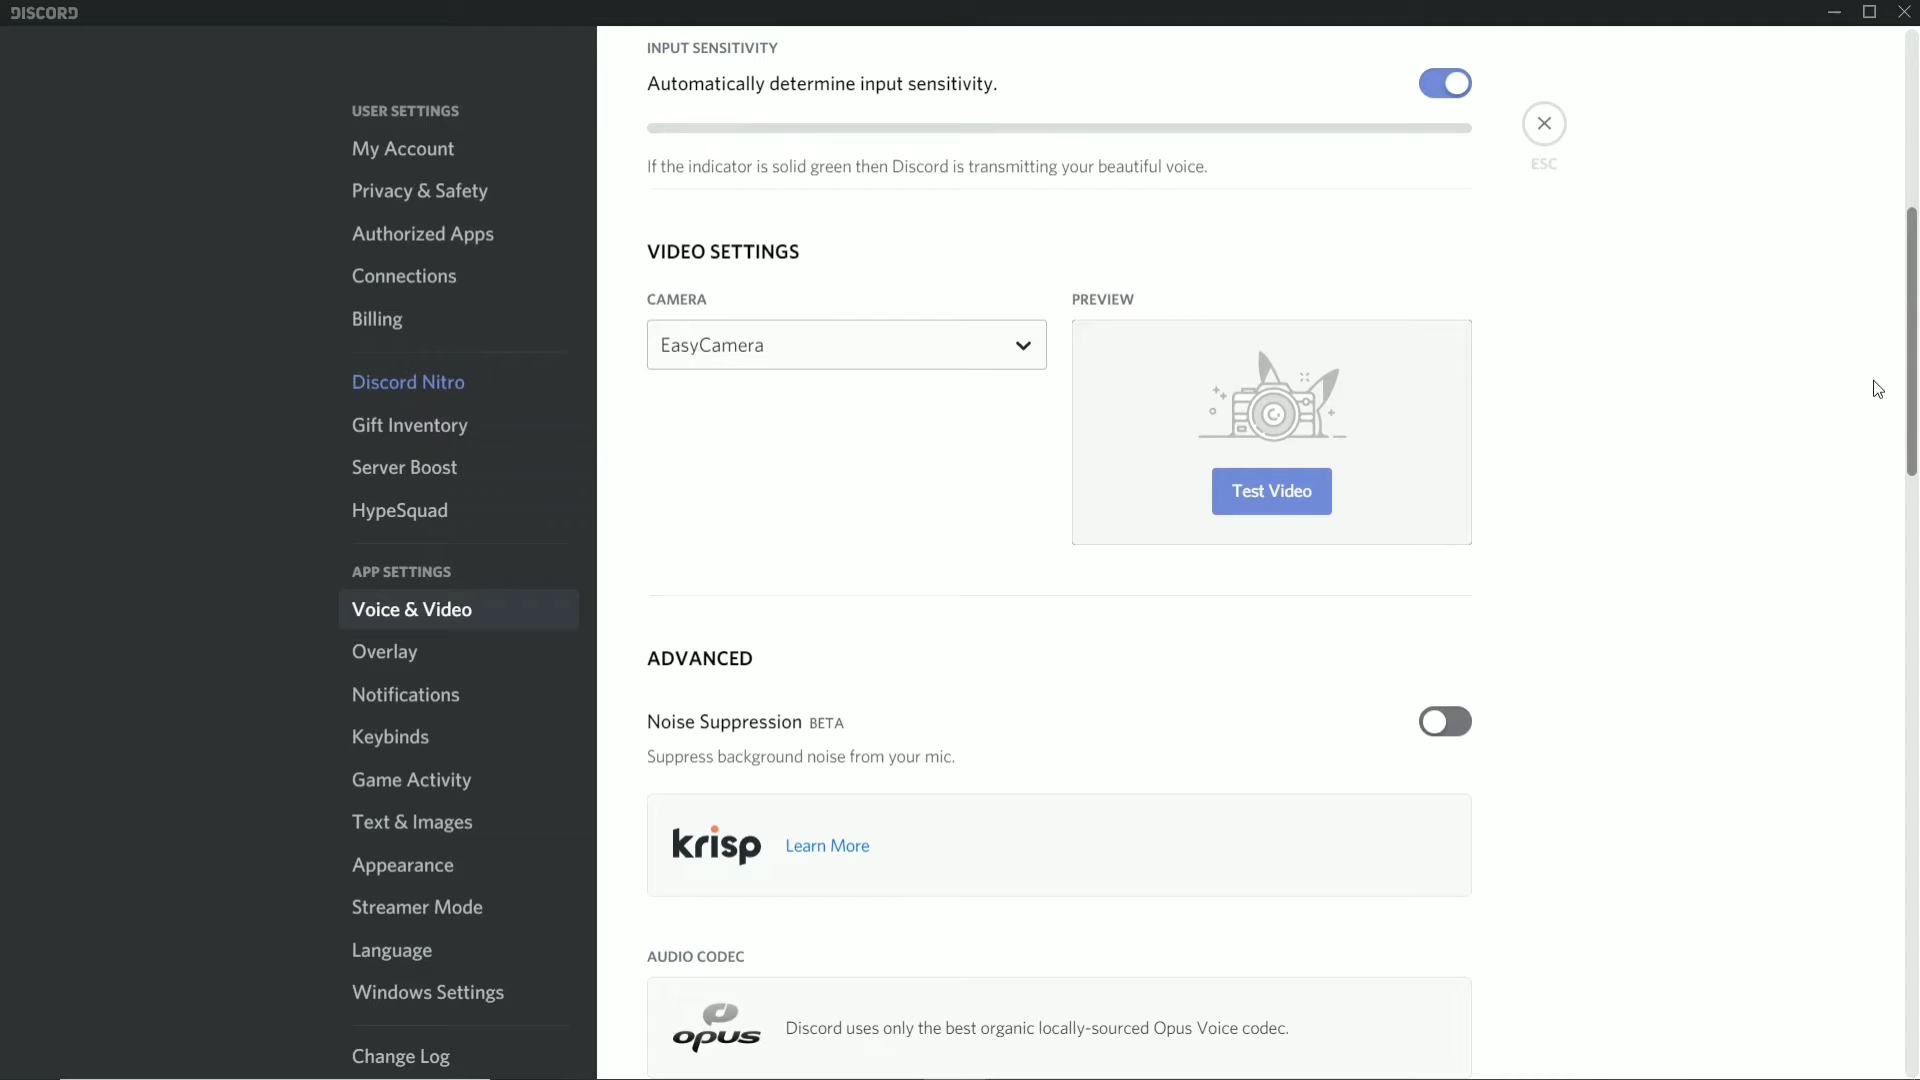 DISCORD
USER SETTINGS
My Account
Privacy & Safety
Authorized Apps
Connections
Billing
Discord Nitro
Gift Inventory
Server Boost
HypeSquad
APP SETTINGS
Voice & Video
Overlay
Notifications
Keybinds
Game Activity
Text & Images
Appearance
Streamer Mode
Language
Windows Settings
Change Log
INPUT SENSITIVITY
Automatically determine input sensitivity.
If the indicator is solid green then Discord is transmitting your beautiful voice.
ESC
VIDEO SETTINGS
CAMERA
EasyCamera
PREVIEW
Test Video
ADVANCED
Noise Suppression BETA
Suppress background noise from your mic.
krisp Learn More
AUDIO CODEC
opus Discord uses only the best organic locally-sourced Opus Voice codec.